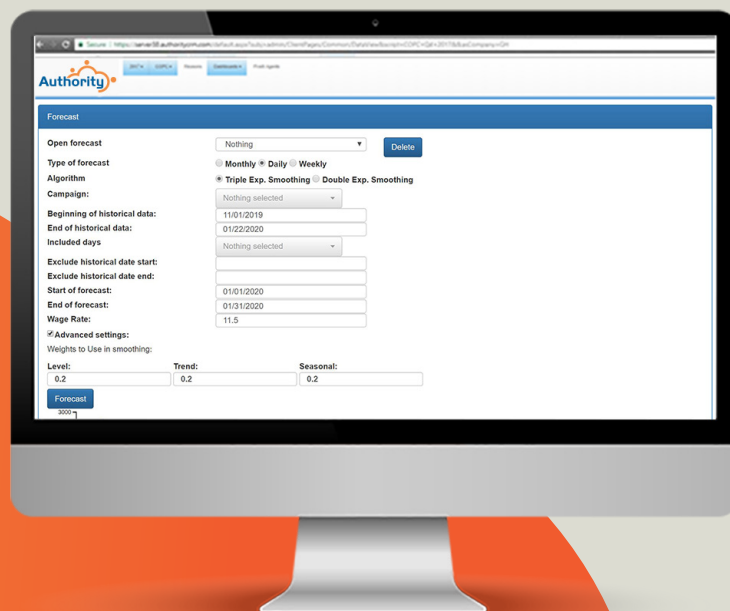 Secure
Authority
Forecast
Open forecast Nothing Delete
Type of forecast Monthly Daily Weekly
Algorithm Triple Exp. Smoothing Double Exp. Smoothing
Campaign: Nothing selected
Beginning of historical data: 11/01/2019
End of historical data: 01/22/2020
Included days Nothing selected
Exclude historical date start:
Exclude historical date end:
Start of forecast: 01/01/2020
End of forecast: 01/31/2020
Wage Rate: 11.5
Advanced settings:
Weights to Use in smoothing:
Level: Trend: Seasonal:
0.2 0.2 0.2
Forecast
3000